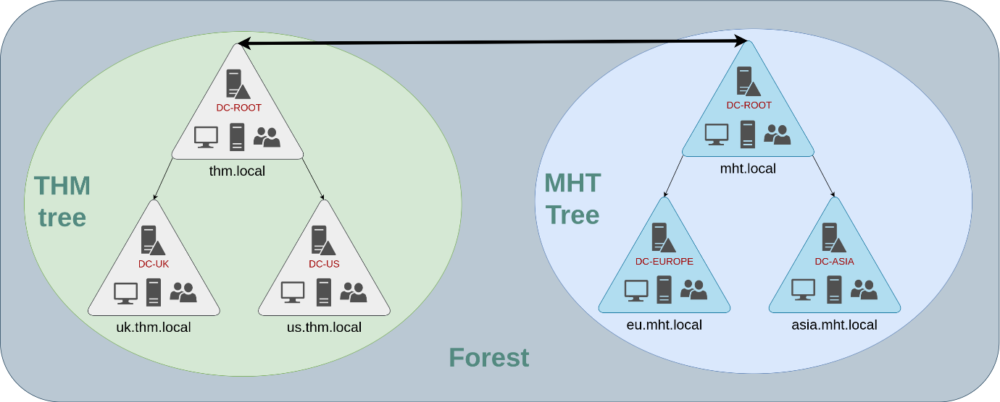 DC-ROOT
thm.local
THM
tree
DC-UK
uk.thm.local
DC-US
us.thm.local
DC-ROOT
mht.local
MHT
Tree
DC-EUROPE
eu.mht.local
DC-ASIA
asia.mht.local
Forest